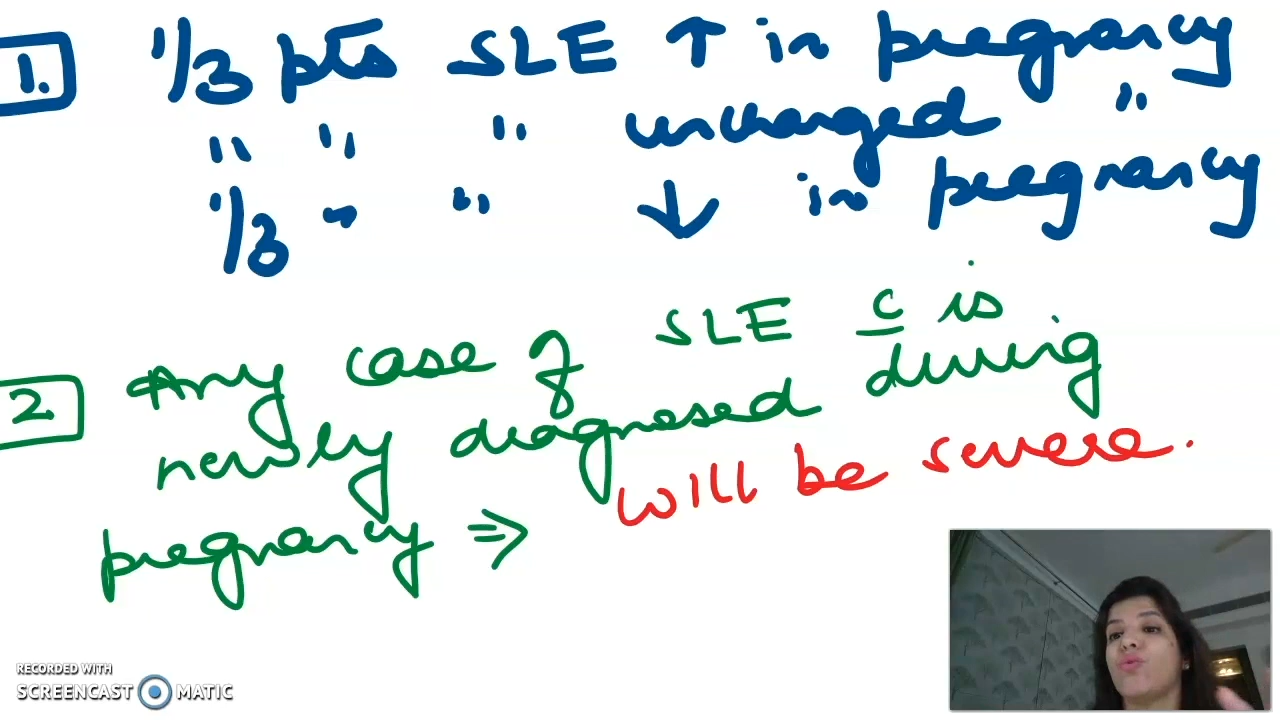 1. 1/3 pts SLE ↑ in pregnancy
" " " unchanged "
1/3 " " ↓ in pregnancy
2 Any case of SLE c is
newly diagnosed during
pregnancy ⇒ will be severe.
RECORDED WITH
SCREENCAST MATIC